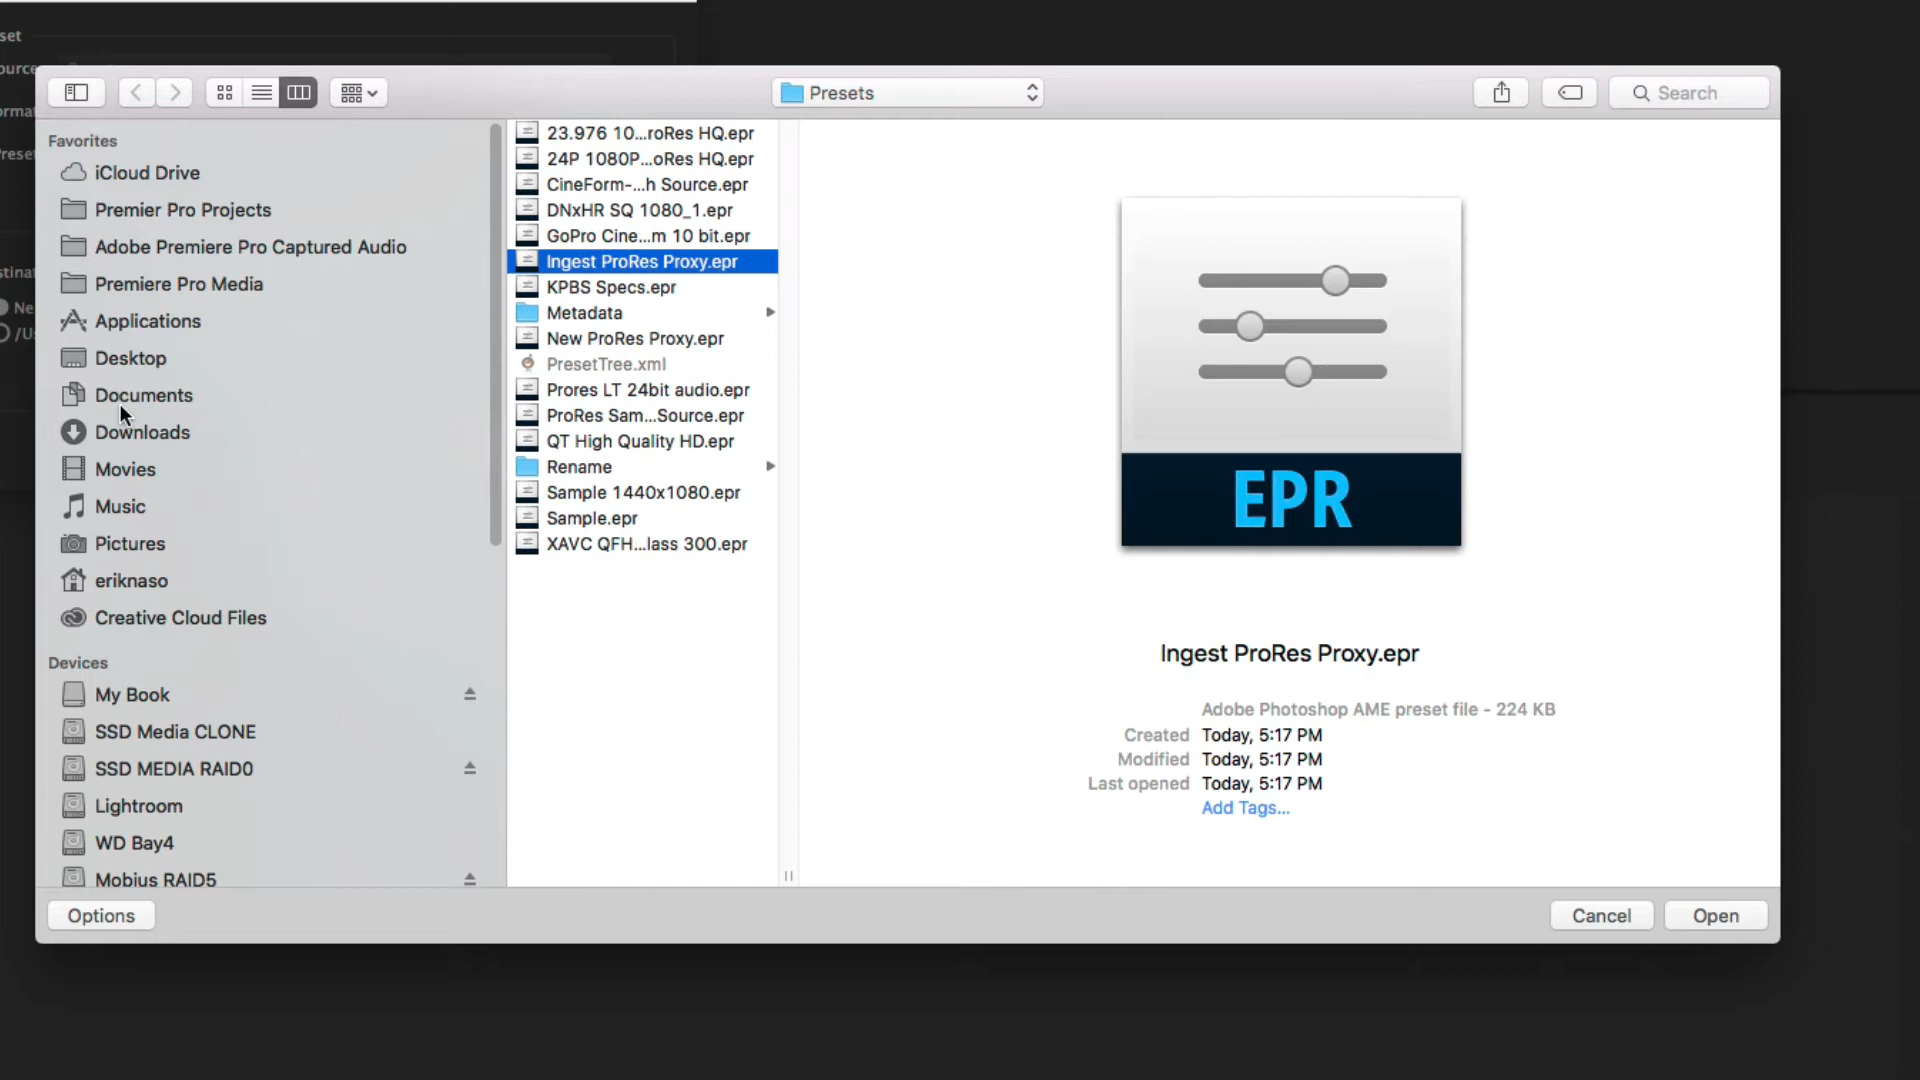 set
ource
ormat
Preset
stinat
Ne
/Us
Presets
Search
Favorites
iCloud Drive
Premier Pro Projects
Adobe Premiere Pro Captured Audio
Premiere Pro Media
Applications
Desktop
Documents
Downloads
Movies
Music
Pictures
eriknaso
Creative Cloud Files
Devices
My Book
SSD Media CLONE
SSD MEDIA RAID0
Lightroom
WD Bay4
Mobius RAID5
23.976 10...roRes HQ.epr
24P 1080P...oRes HQ.epr
CineForm-...h Source.epr
DNxHR SQ 1080_1.epr
GoPro Cine...m 10 bit.epr
Ingest ProRes Proxy.epr
KPBS Specs.epr
Metadata
New ProRes Proxy.epr
PresetTree.xml
Prores LT 24bit audio.epr
ProRes Sam...Source.epr
QT High Quality HD.epr
Rename
Sample 1440x1080.epr
Sample.epr
XAVC QFH...lass 300.epr
EPR
Ingest ProRes Proxy.epr
Adobe Photoshop AME preset file - 224 KB
Created Today, 5:17 PM
Modified Today, 5:17 PM
Last opened Today, 5:17 PM
Add Tags...
Options
Cancel
Open